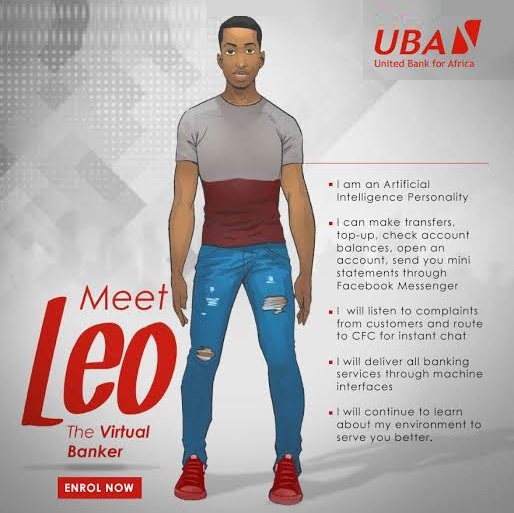 UBA
United Bank for Africa
I am an Artificial
Intelligence Personality
I can make transfers,
top-up, check account
balances, open an
account, send you mini
statements through
Facebook Messenger
I will listen to complaints
from customers and route
to CFC for instant chat
I will deliver all banking
services through machine
interfaces
I will continue to learn
about my environment to
serve you better.
Meet
Leo
The Virtual
Banker
ENROL NOW